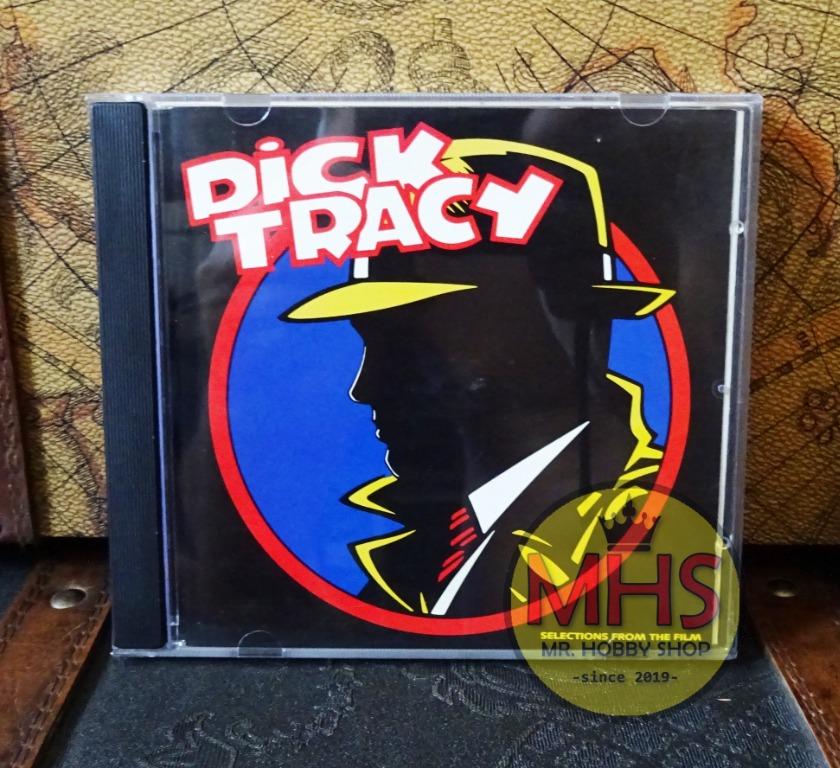 DiCK
TRACY
MHS
SELECTIONS FROM THE FILM
MR. HOBBY SHOP
-since 2019-